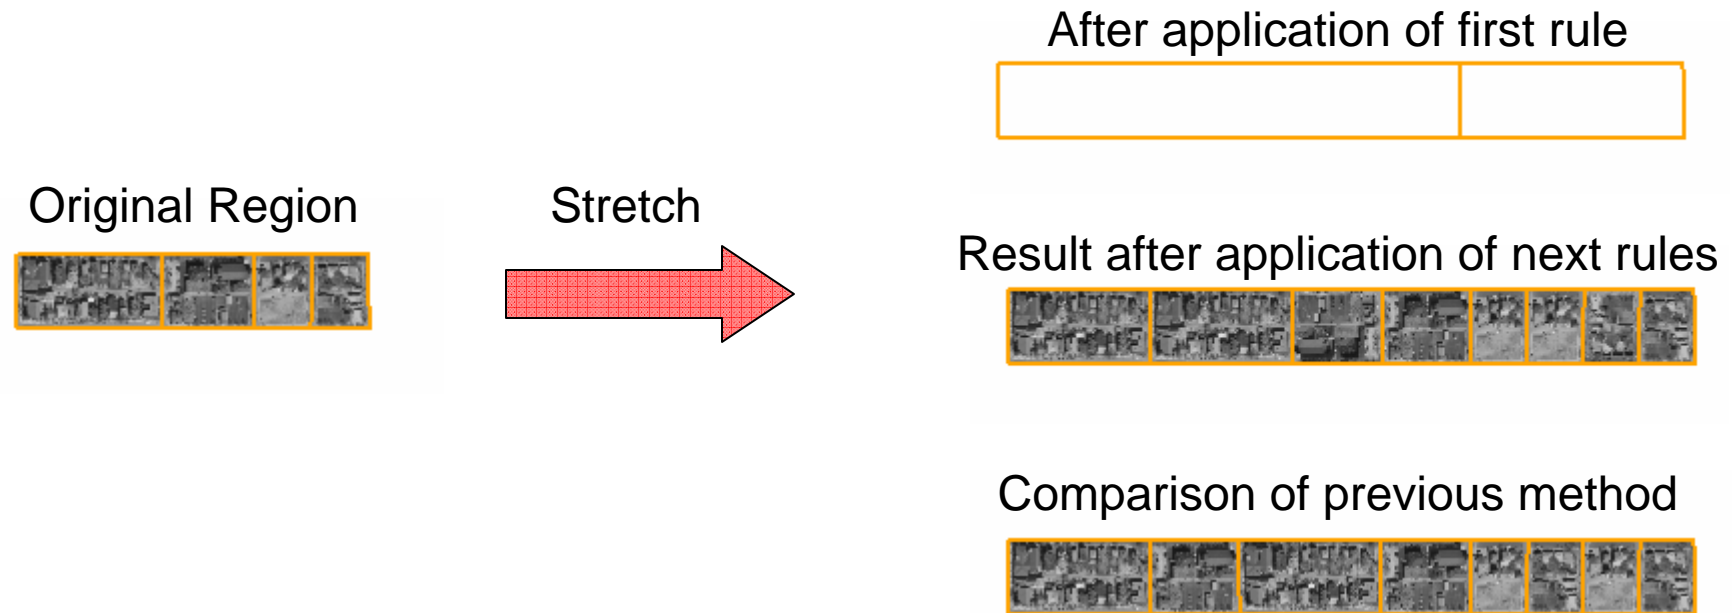 After application of first rule
Original Region
Stretch
Result after application of next rules
Comparison of previous method